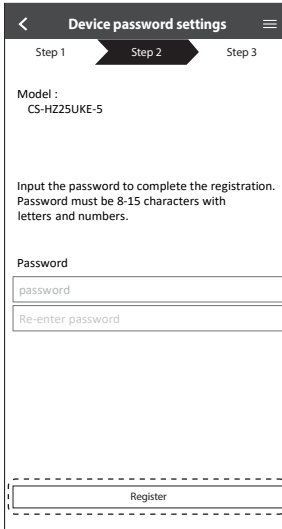 Device password settings
Step 1 Step 2 Step 3
Model :
CS-HZ25UKE-5
Input the password to complete the registration.
Password must be 8-15 characters with
letters and numbers.
Password
password
Re-enter password
Register